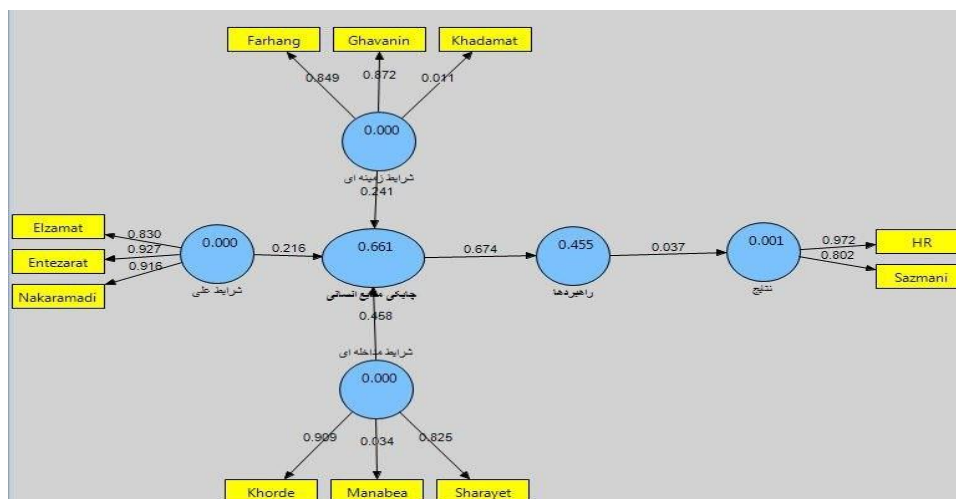 Farhang Ghavanin Khadamat
0.849 0.872 0.011
0.000
شرایط زمینه ای
0.241
Elzamat
0.830
Entezarat
0.927
Nakaramadi
0.916
0.000
شرایط علی
0.216
0.661
چابکی منابع انسانی
0.674
0.455
راهبردها
0.037
0.001
نتایج
0.972
HR
0.802
Sazmani
0.458
شرایط مداخله ای
0.000
0.909 0.034 0.825
Khorde Manabea Sharayet